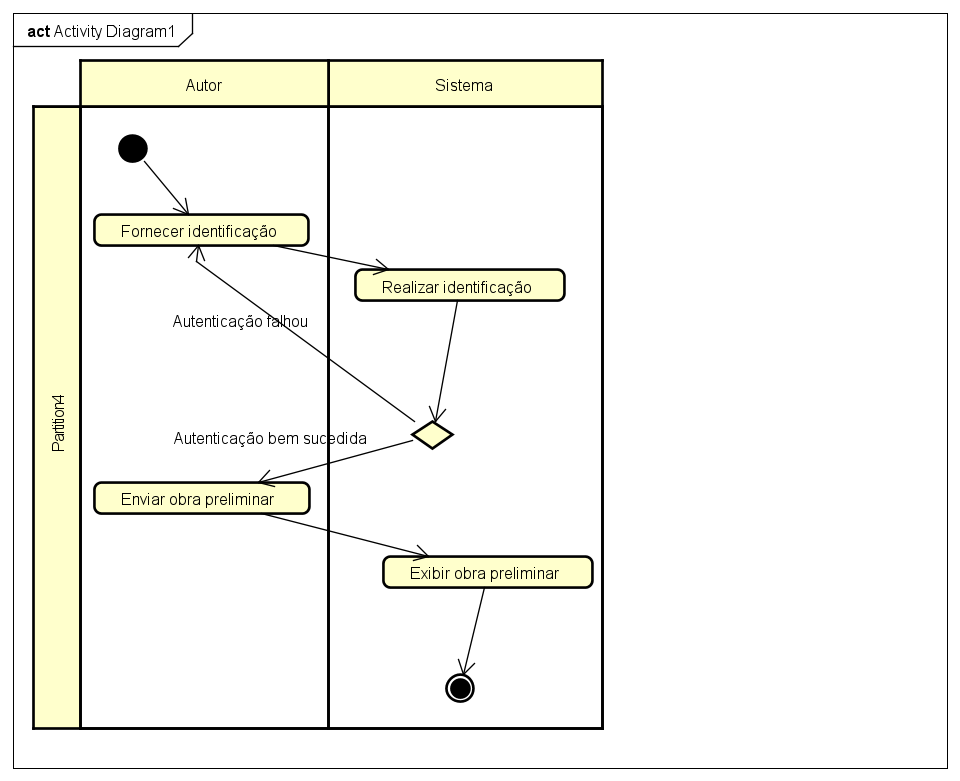 act Activity Diagram1
Autor
Sistema
Partition4
Fornecer identificação
Realizar identificação
Autenticação falhou
Autenticação bem sucedida
Enviar obra preliminar
Exibir obra preliminar